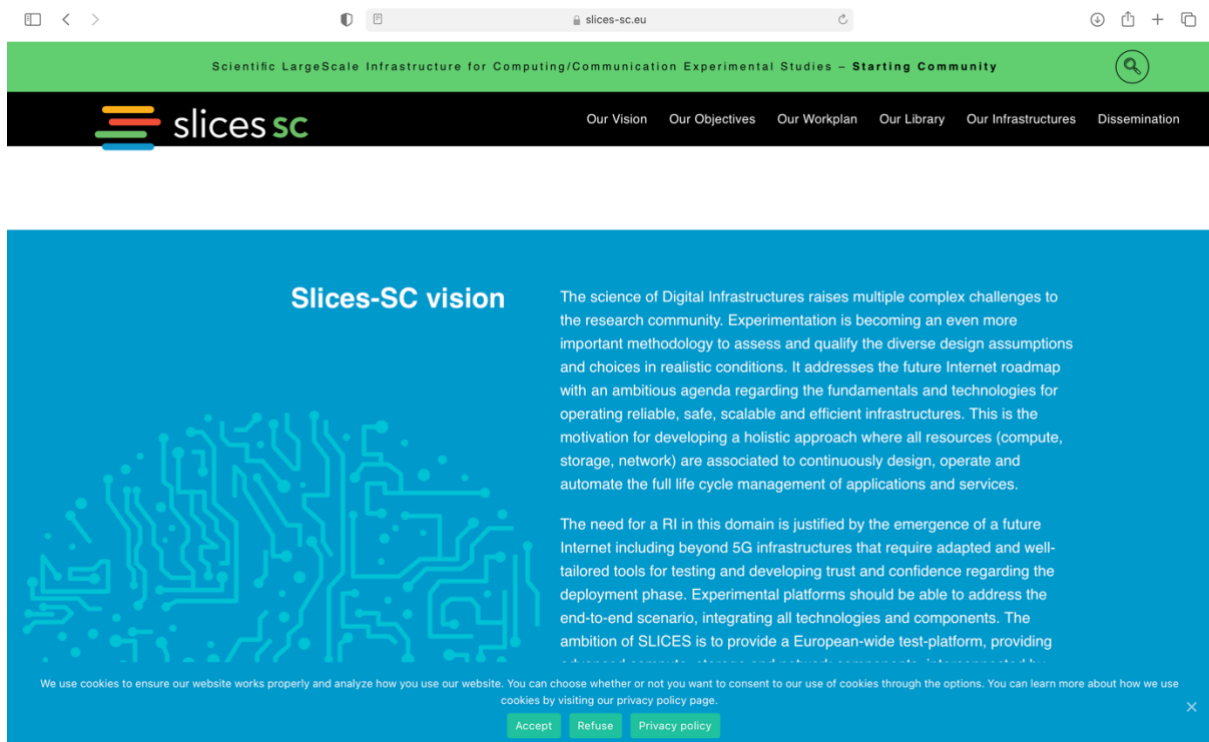 slices-sc.eu
Scientific LargeScale Infrastructure for Computing/Communication Experimental Studies – Starting Community
slices sc
Our Vision Our Objectives Our Workplan Our Library Our Infrastructures Dissemination
Slices-SC vision
The science of Digital Infrastructures raises multiple complex challenges to
the research community. Experimentation is becoming an even more
important methodology to assess and qualify the diverse design assumptions
and choices in realistic conditions. It addresses the future Internet roadmap
with an ambitious agenda regarding the fundamentals and technologies for
operating reliable, safe, scalable and efficient infrastructures. This is the
motivation for developing a holistic approach where all resources (compute,
storage, network) are associated to continuously design, operate and
automate the full life cycle management of applications and services.
The need for a RI in this domain is justified by the emergence of a future
Internet including beyond 5G infrastructures that require adapted and well-
tailored tools for testing and developing trust and confidence regarding the
deployment phase. Experimental platforms should be able to address the
end-to-end scenario, integrating all technologies and components. The
ambition of SLICES is to provide a European-wide test-platform, providing
We use cookies to ensure our website works properly and analyze how you use our website. You can choose whether or not you want to consent to our use of cookies through the options. You can learn more about how we use
cookies by visiting our privacy policy page.
Accept Refuse Privacy policy